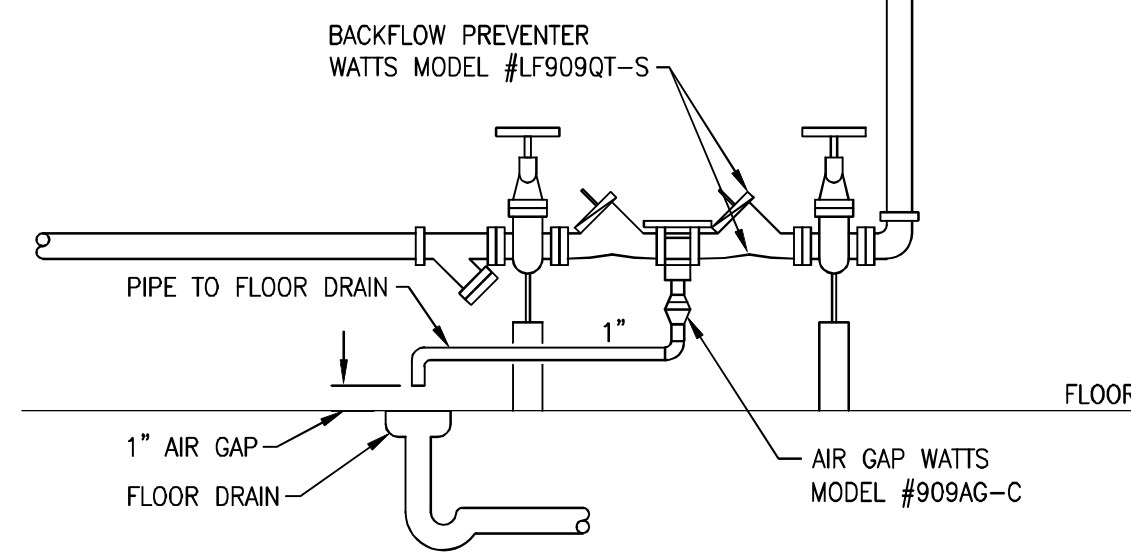 BACKFLOW PREVENTER
WATTS MODEL #LF909QT-S
PIPE TO FLOOR DRAIN
1"
FLOOR
1" AIR GAP
FLOOR DRAIN
AIR GAP WATTS
MODEL #909AG-C